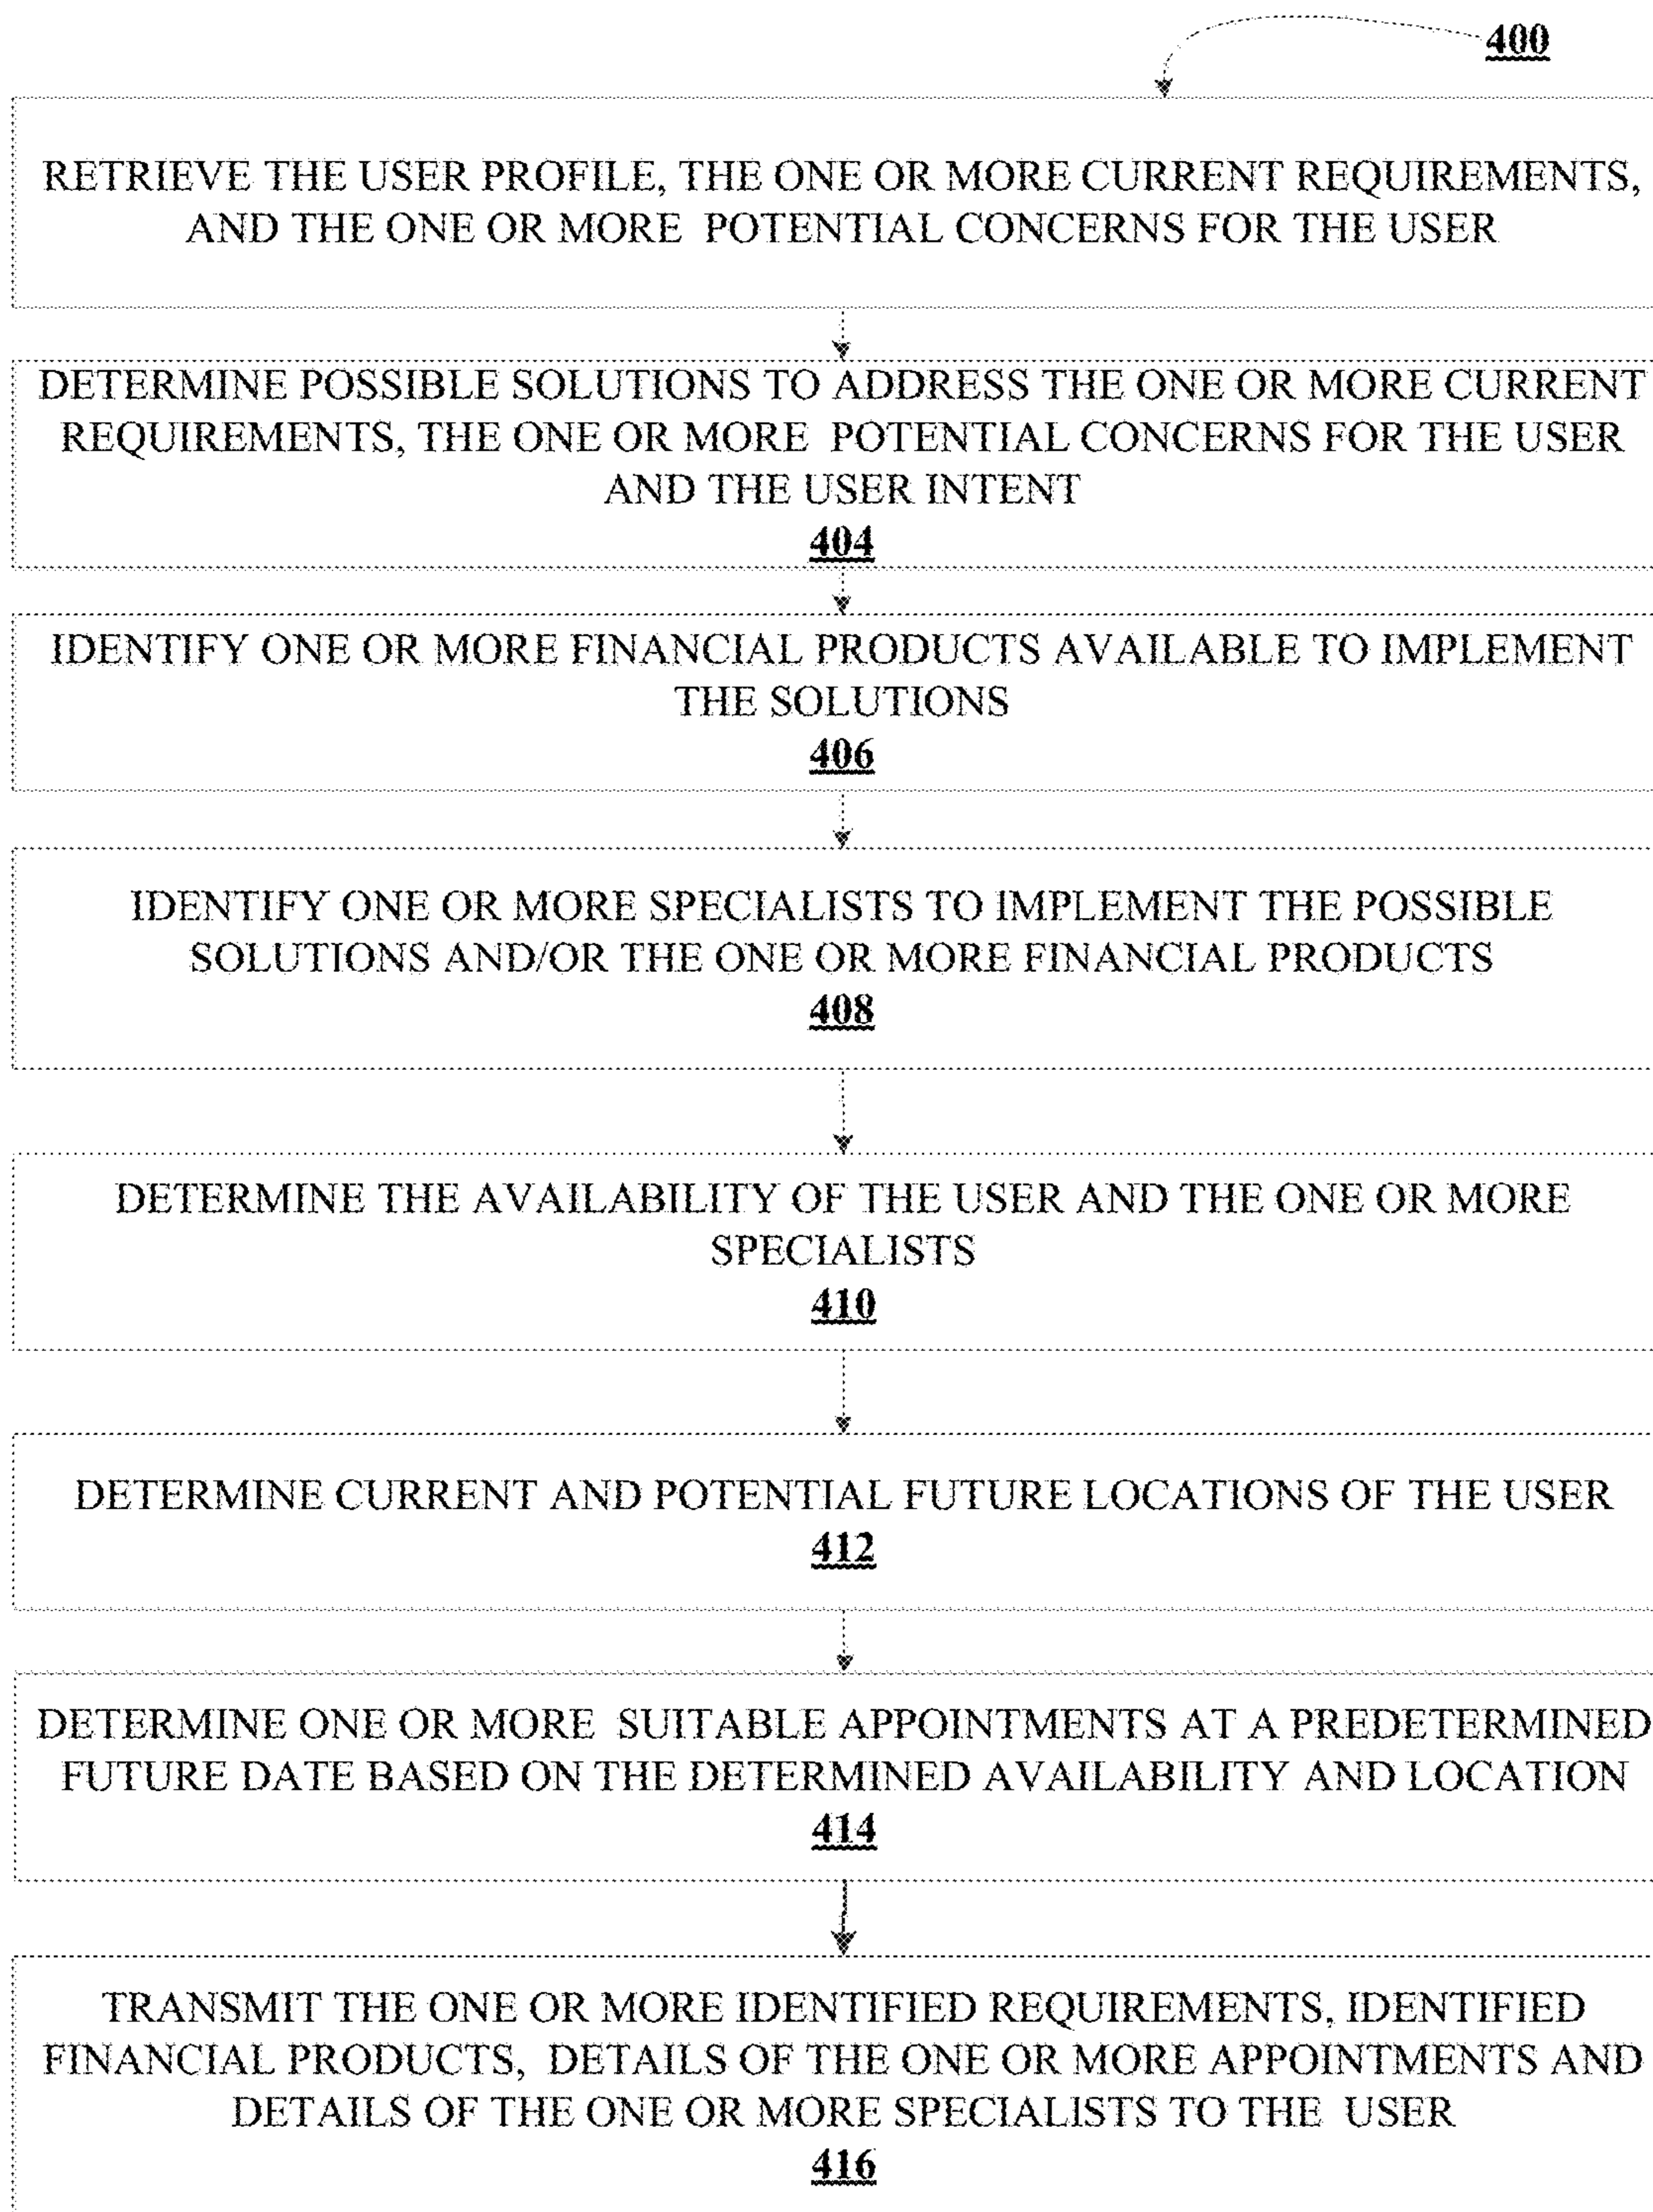 400
RETRIEVE THE USER PROFILE, THE ONE OR MORE CURRENT REQUIREMENTS,
AND THE ONE OR MORE POTENTIAL CONCERNS FOR THE USER
DETERMINE POSSIBLE SOLUTIONS TO ADDRESS THE ONE OR MORE CURRENT
REQUIREMENTS, THE ONE OR MORE POTENTIAL CONCERNS FOR THE USER
AND THE USER INTENT
404
IDENTIFY ONE OR MORE FINANCIAL PRODUCTS AVAILABLE TO IMPLEMENT
THE SOLUTIONS
406
IDENTIFY ONE OR MORE SPECIALISTS TO IMPLEMENT THE POSSIBLE
SOLUTIONS AND/OR THE ONE OR MORE FINANCIAL PRODUCTS
408
DETERMINE THE AVAILABILITY OF THE USER AND THE ONE OR MORE
SPECIALISTS
410
DETERMINE CURRENT AND POTENTIAL FUTURE LOCATIONS OF THE USER
412
DETERMINE ONE OR MORE SUITABLE APPOINTMENTS AT A PREDETERMINED
FUTURE DATE BASED ON THE DETERMINED AVAILABILITY AND LOCATION
414
TRANSMIT THE ONE OR MORE IDENTIFIED REQUIREMENTS, IDENTIFIED
FINANCIAL PRODUCTS, DETAILS OF THE ONE OR MORE APPOINTMENTS AND
DETAILS OF THE ONE OR MORE SPECIALISTS TO THE USER
416